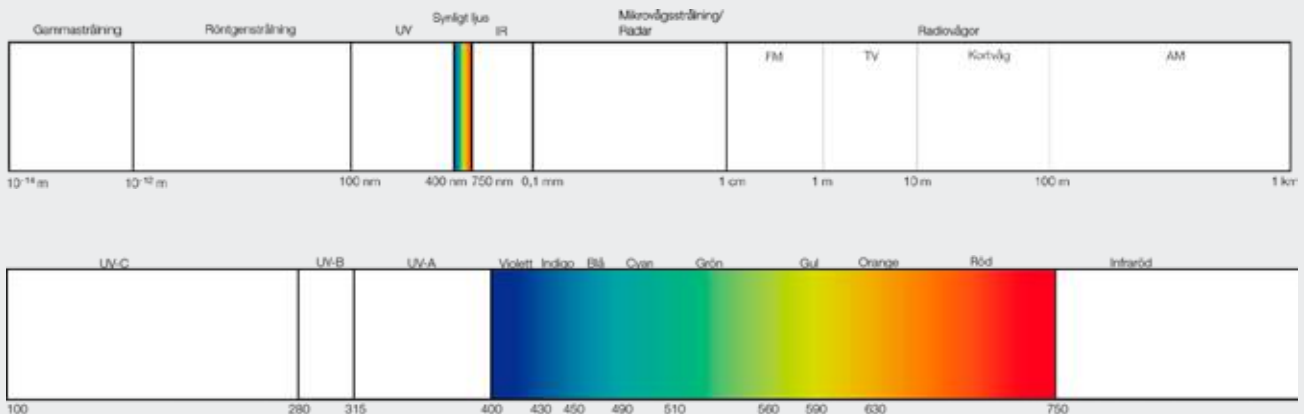 Gammastrålning Röntgenstrålning UV Synligt ljus IR Mikrovågsstrålning/
Radar Radiovågor
FM TV Kortvåg AM
10⁻¹⁴ m 10⁻¹² m 100 nm 400 nm 750 nm 0,1 mm 1 cm 1 m 10 m 100 m 1 km
UV-C UV-B UV-A Violett Indigo Blå Cyan Grön Gul Orange Röd Infraröd
100 280 315 400 430 450 490 510 560 590 630 750